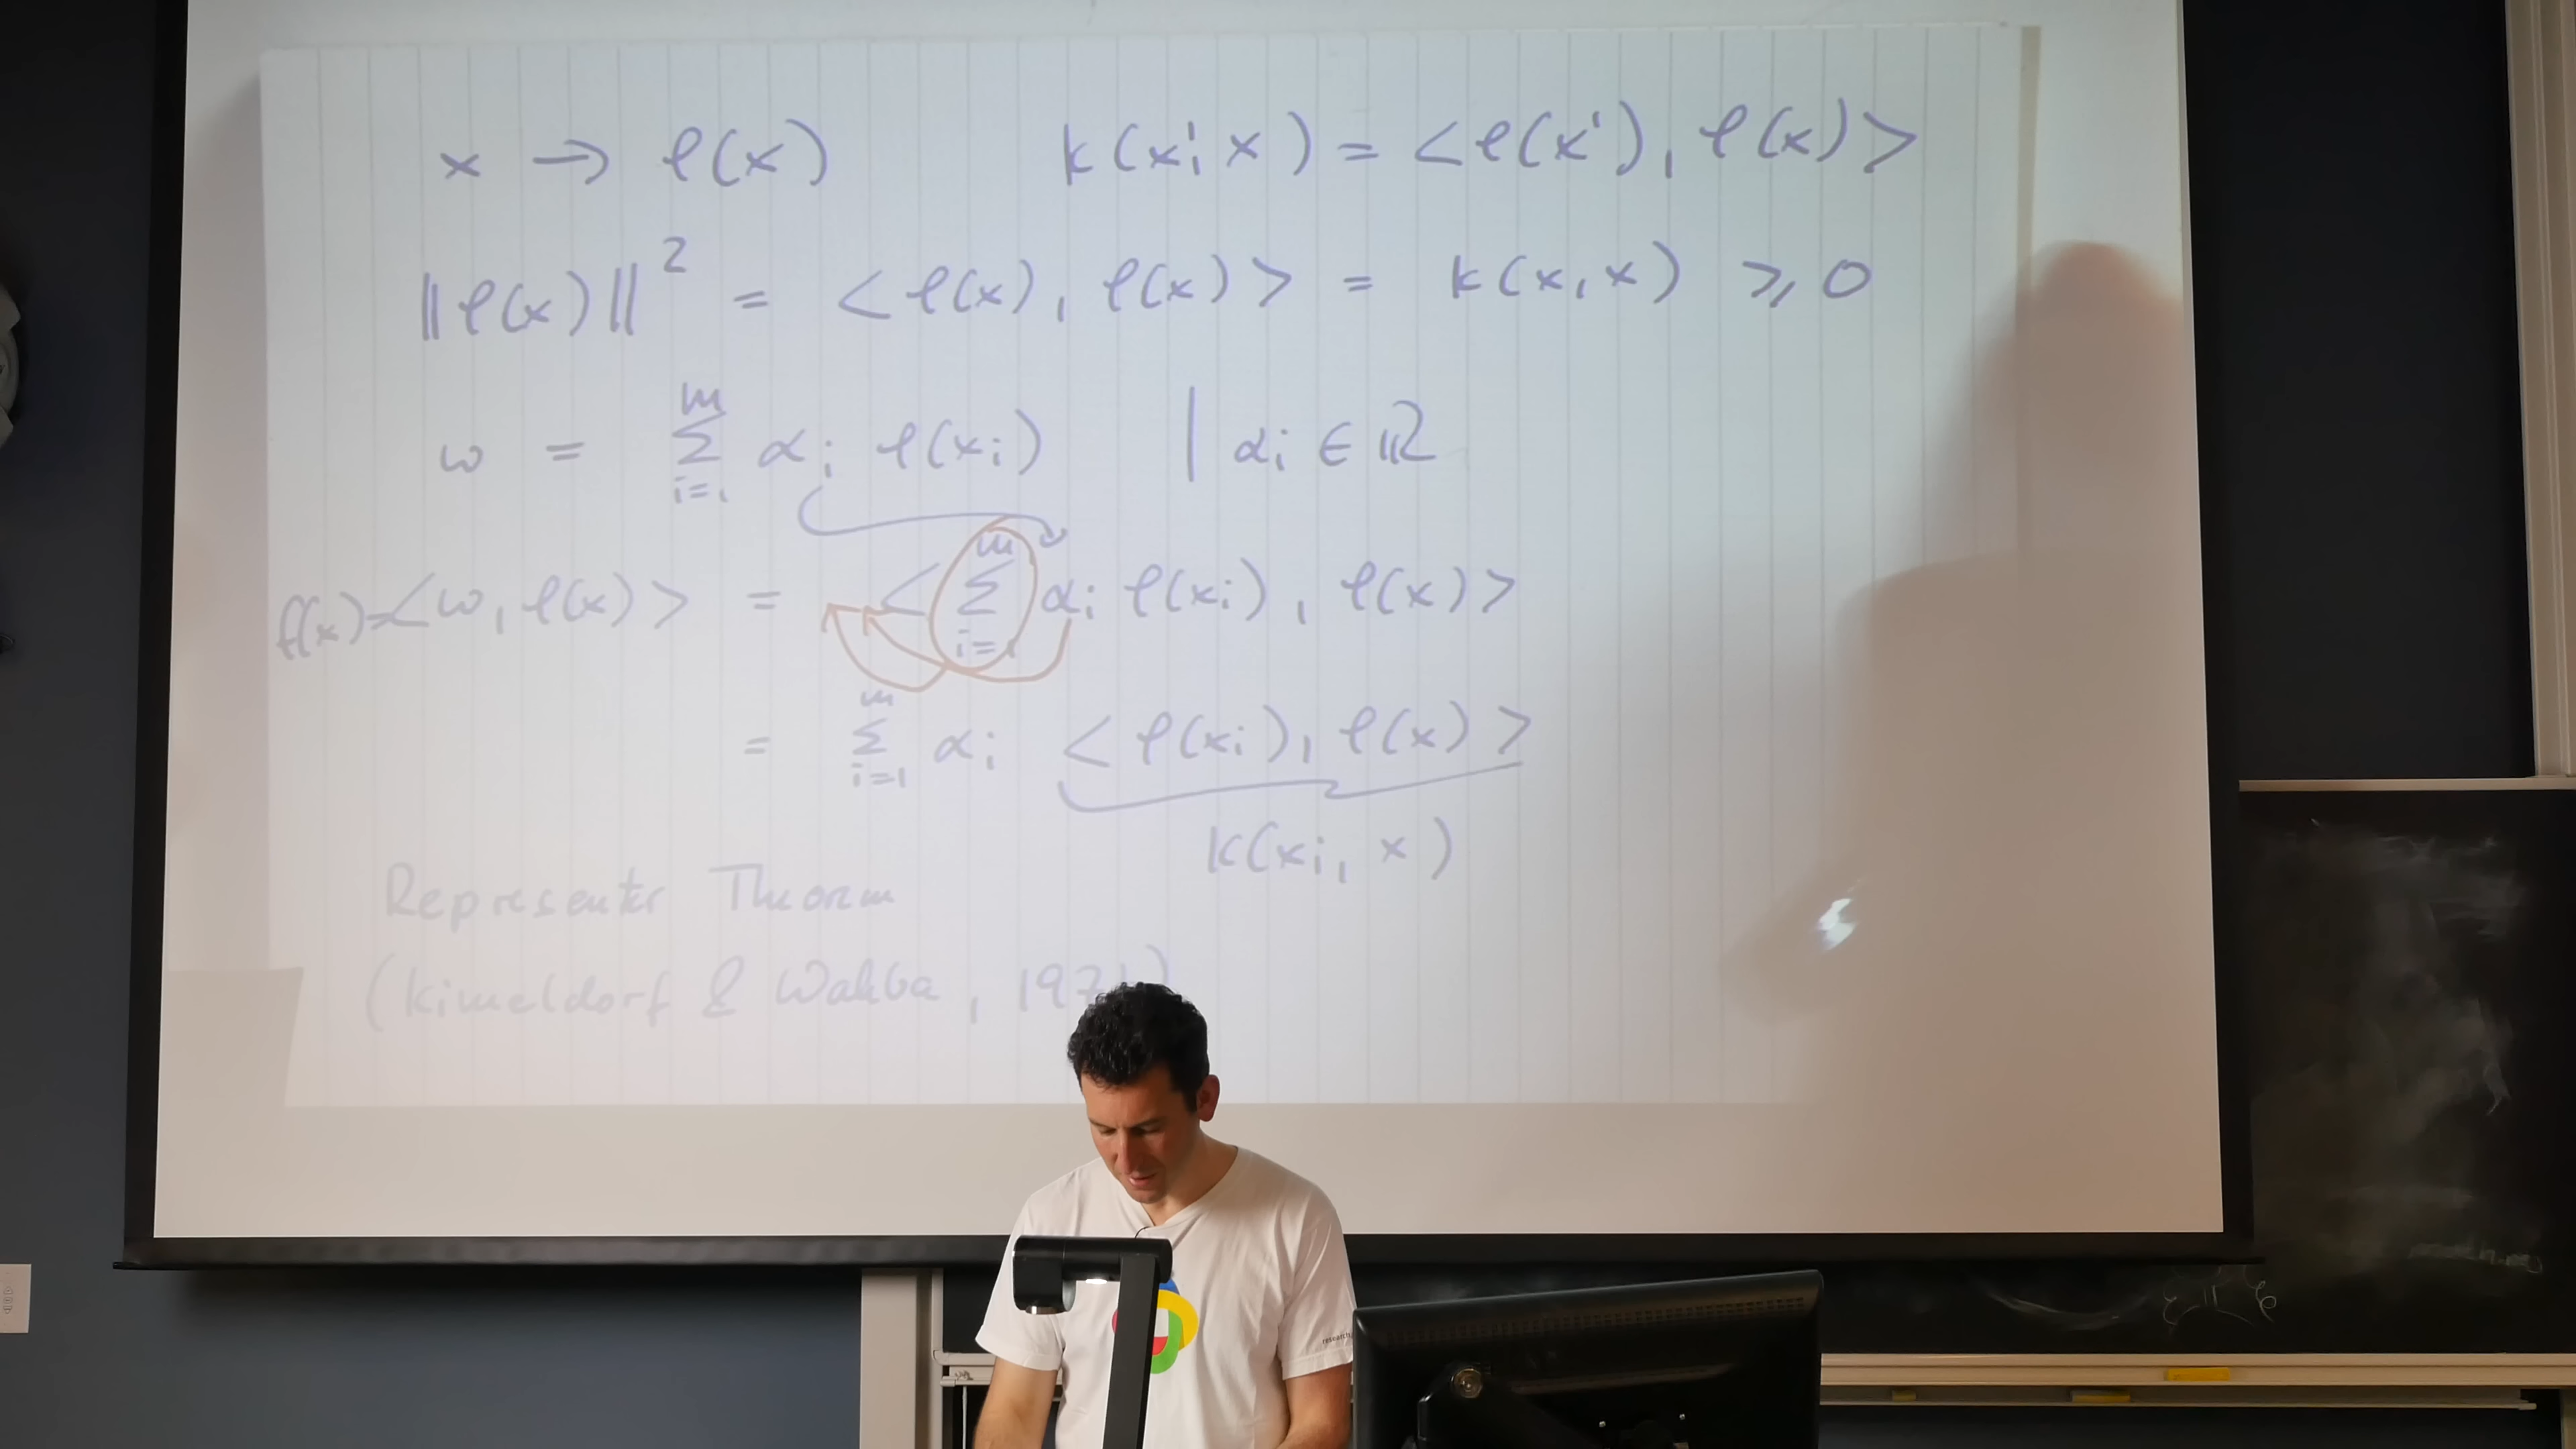 x → φ(x)    k(x', x) = <φ(x'), φ(x)>
||φ(x)||² = <φ(x), φ(x)> = k(x, x) ⩾ 0
w = Σ_{i=1}^{m} α_i φ(x_i)  | α_i ∈ ℝ
f(x) = <w, φ(x)> = <Σ_{i=1}^{m} α_i φ(x_i), φ(x)>
= Σ_{i=1}^{m} α_i <φ(x_i), φ(x)>
k(x_i, x)
Representer Theorem
(Kimeldorf & Wahba, 1971)